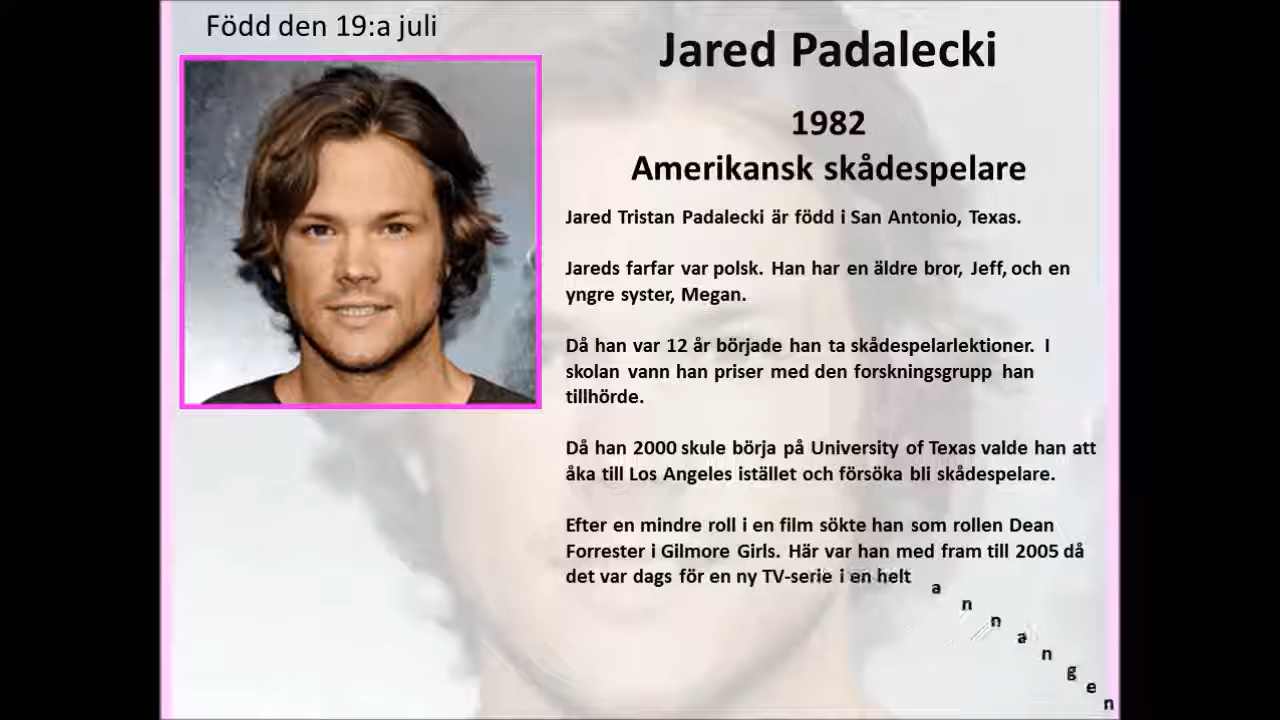 Född den 19:a juli
Jared Padalecki
1982
Amerikansk skådespelare
Jared Tristan Padalecki är född i San Antonio, Texas.
Jareds farfar var polsk. Han har en äldre bror, Jeff, och en
yngre syster, Megan.
Då han var 12 år började han ta skådespelarlektioner. I
skolan vann han priser med den forskningsgrupp han
tillhörde.
Då han 2000 skule börja på University of Texas valde han att
åka till Los Angeles istället och försöka bli skådespelare.
Efter en mindre roll i en film sökte han som rollen Dean
Forrester i Gilmore Girls. Här var han med fram till 2005 då
det var dags för en ny TV-serie i en helt
annangen